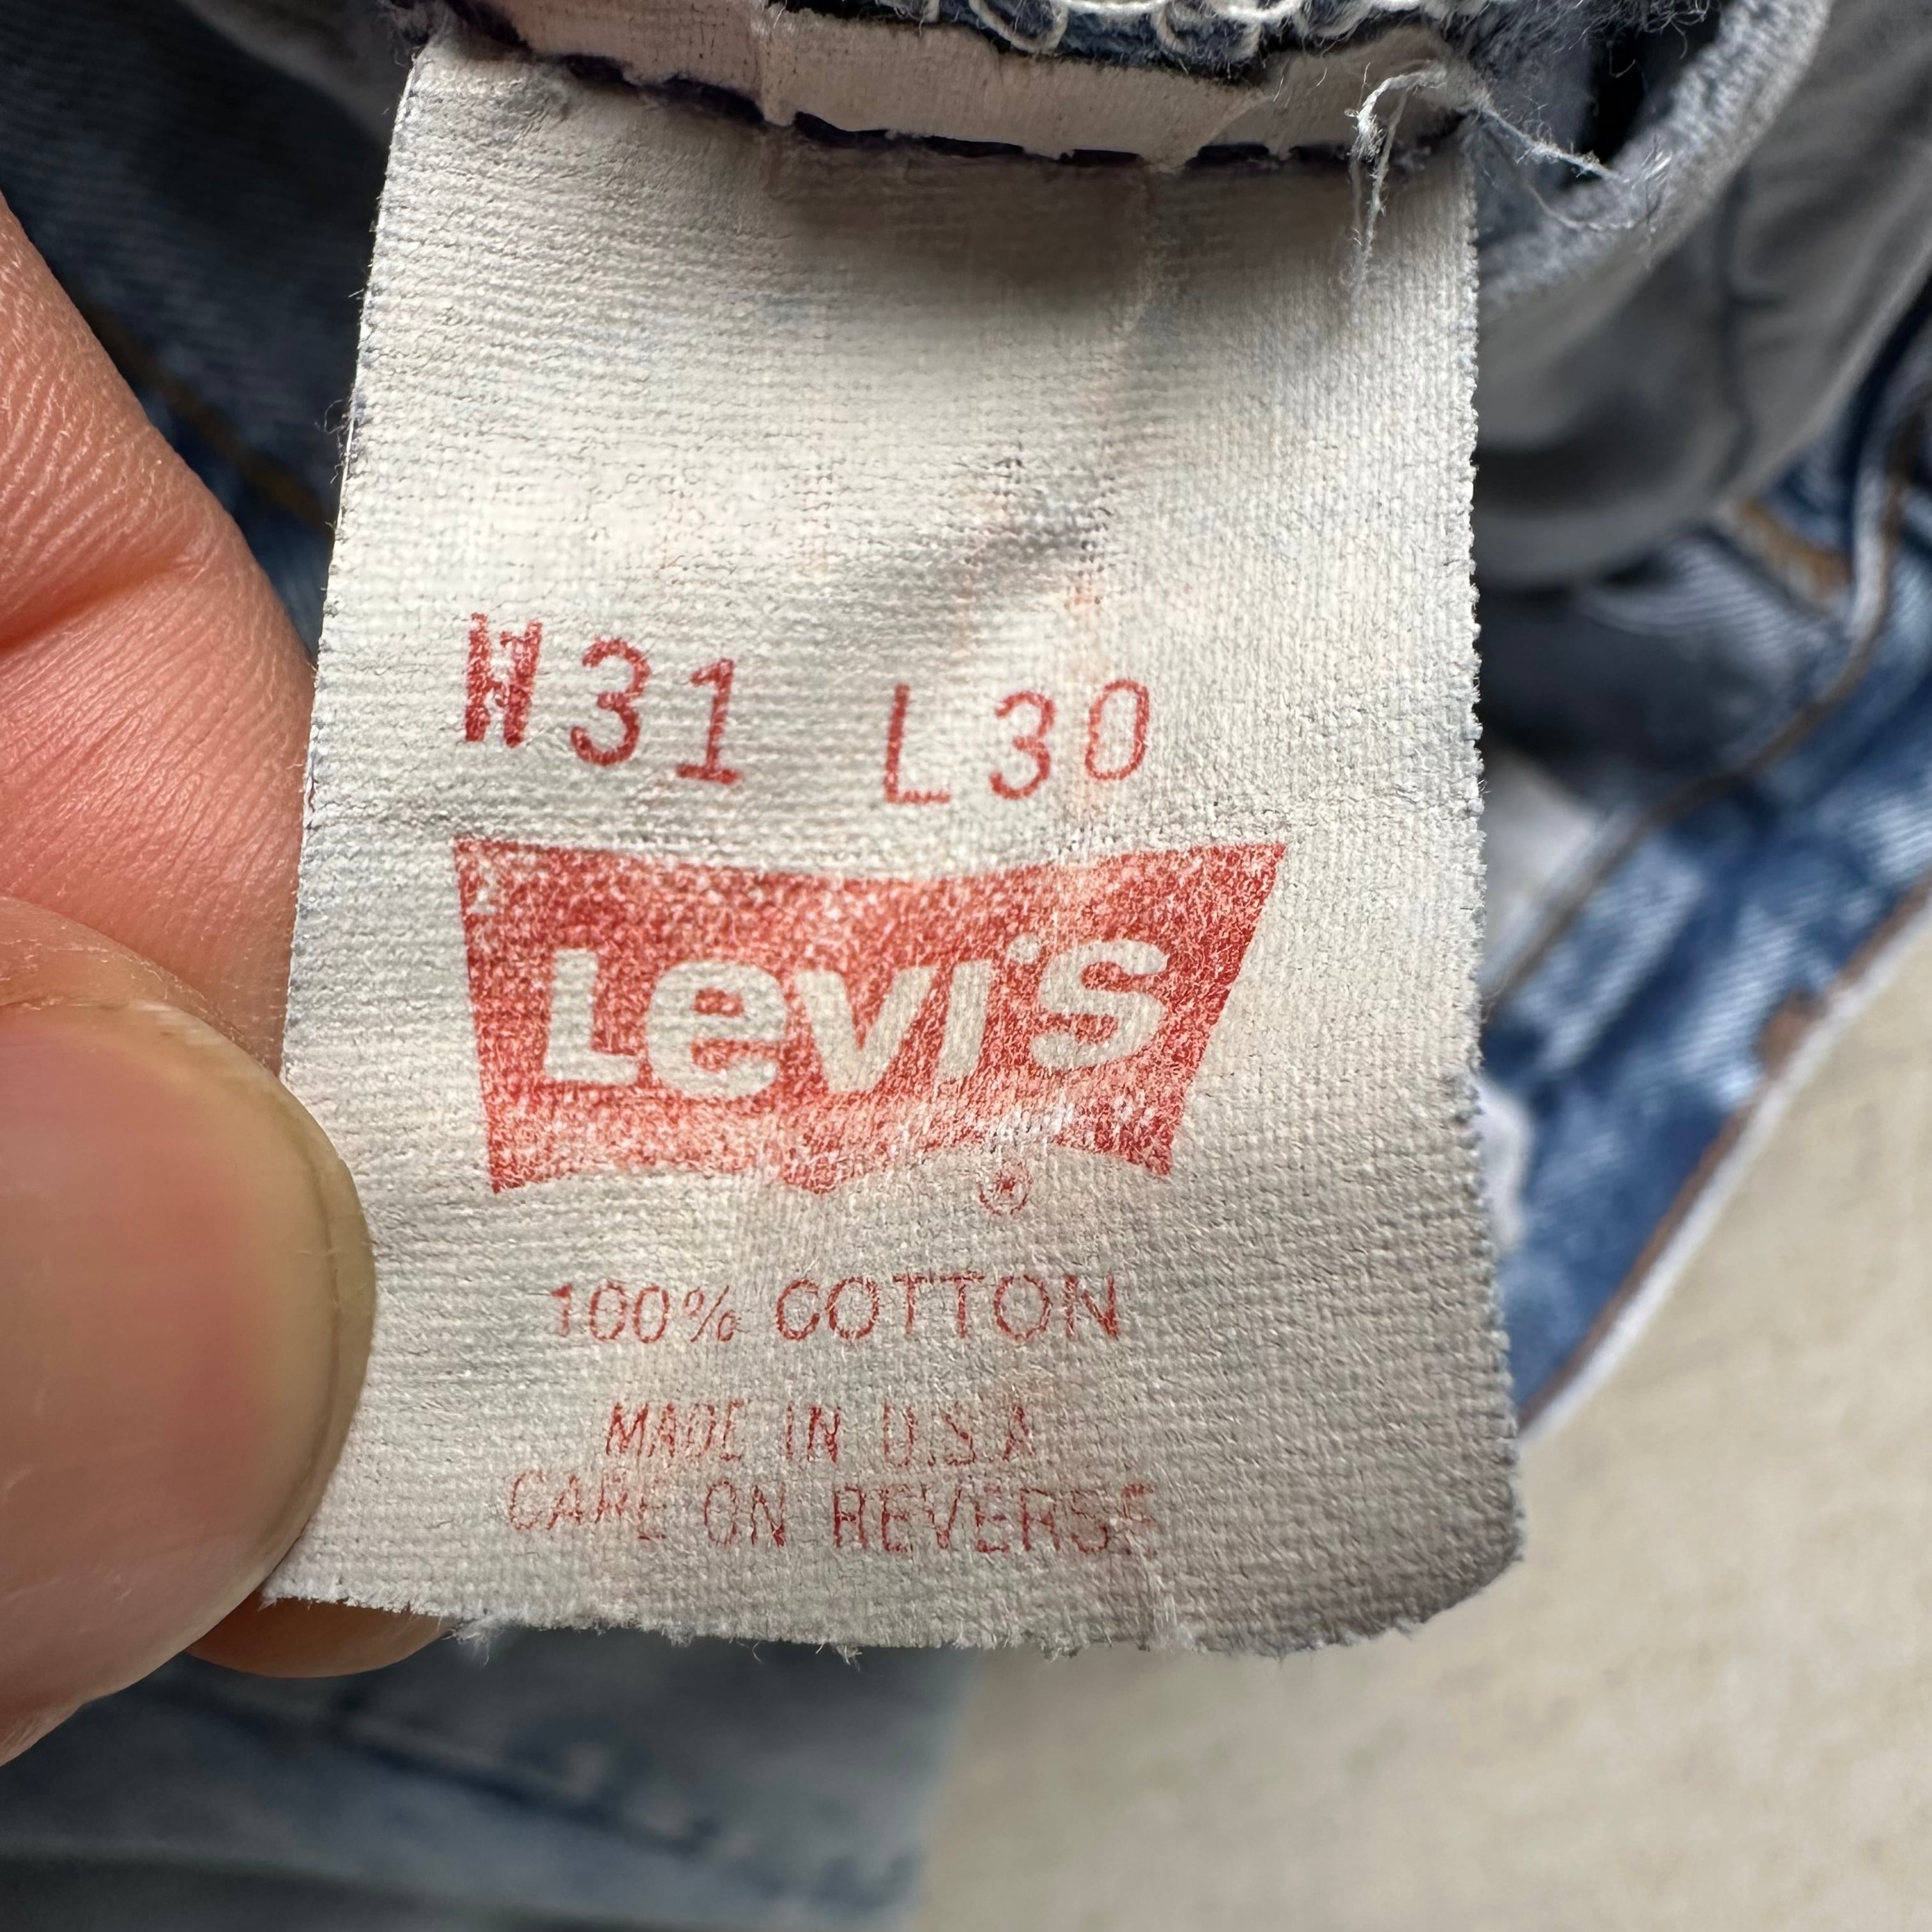 W31 L30
Levi's
®
100% COTTON
MADE IN U.S.A
CARE ON REVERSE